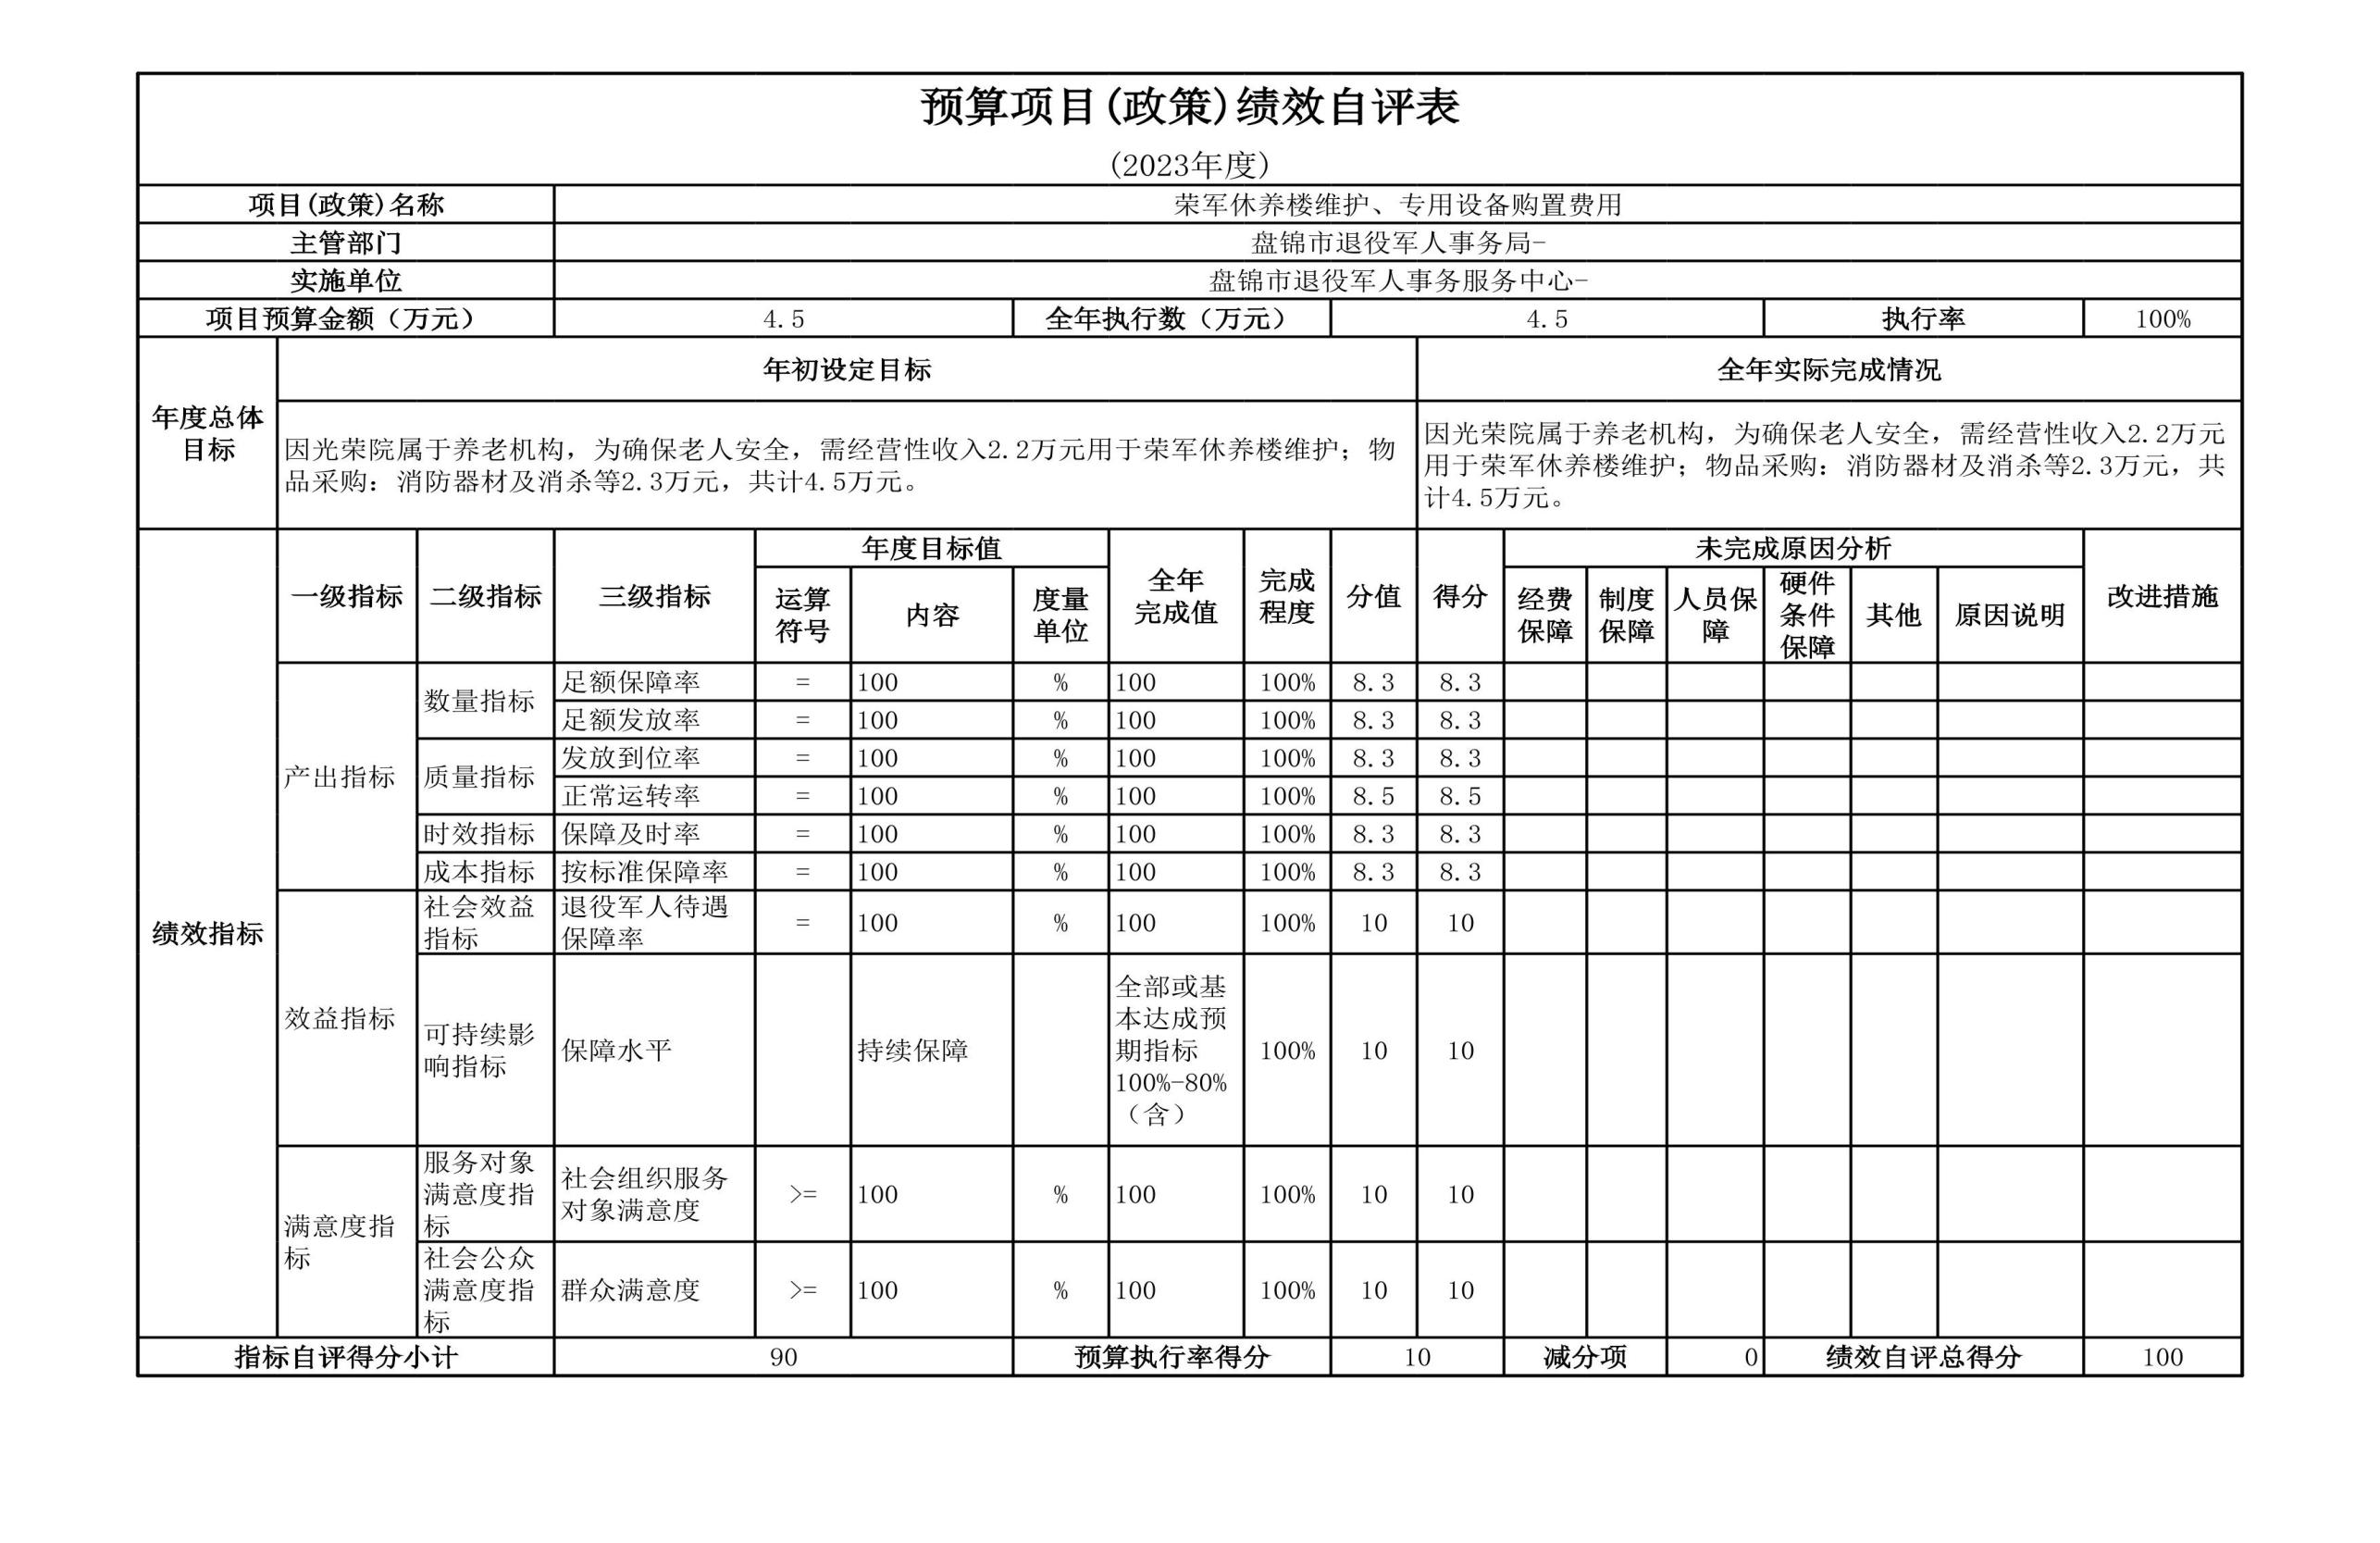 预算项目(政策)绩效自评表
(2023年度)
项目(政策)名称 荣军休养楼维护、专用设备购置费用
主管部门 盘锦市退役军人事务局-
实施单位 盘锦市退役军人事务服务中心-
项目预算金额（万元） 4.5 全年执行数（万元） 4.5 执行率 100%
年度总体
目标
年初设定目标 全年实际完成情况
因光荣院属于养老机构，为确保老人安全，需经营性收入2.2万元用于荣军休养楼维护；物
品采购：消防器材及消杀等2.3万元，共计4.5万元。
因光荣院属于养老机构，为确保老人安全，需经营性收入2.2万元
用于荣军休养楼维护；物品采购：消防器材及消杀等2.3万元，共
计4.5万元。
绩效指标
一级指标 二级指标 三级指标
年度目标值
运算
符号
内容
度量
单位
全年
完成值
完成
程度
分值 得分
未完成原因分析
经费
保障
制度
保障
人员保
障
硬件
条件
保障
其他 原因说明
改进措施
产出指标
数量指标
足额保障率 = 100 % 100 100% 8.3 8.3
足额发放率 = 100 % 100 100% 8.3 8.3
质量指标
发放到位率 = 100 % 100 100% 8.3 8.3
正常运转率 = 100 % 100 100% 8.5 8.5
时效指标 保障及时率 = 100 % 100 100% 8.3 8.3
成本指标 按标准保障率 = 100 % 100 100% 8.3 8.3
效益指标
社会效益
指标
退役军人待遇
保障率
= 100 % 100 100% 10 10
可持续影
响指标
保障水平 持续保障
全部或基
本达成预
期指标
100%-80%
（含）
100% 10 10
满意度指
标
服务对象
满意度指
标
社会组织服务
对象满意度
>= 100 % 100 100% 10 10
社会公众
满意度指
标
群众满意度 >= 100 % 100 100% 10 10
指标自评得分小计 90 预算执行率得分 10 减分项 0 绩效自评总得分 100